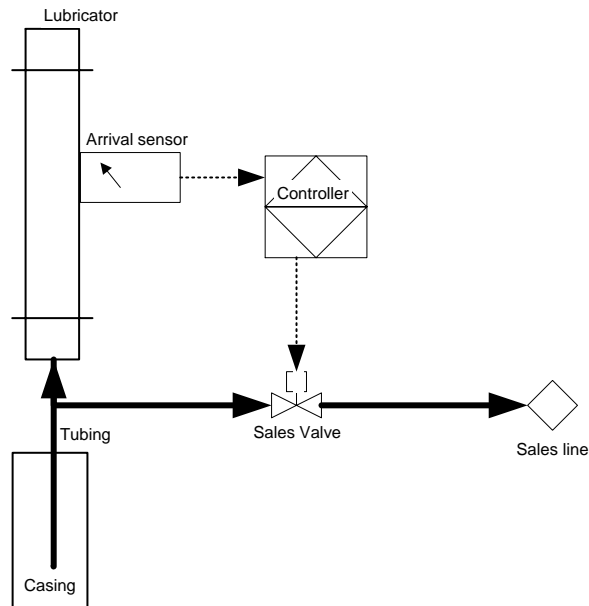 Lubricator
Arrival sensor
Controller
Tubing
Sales Valve
Sales line
Casing